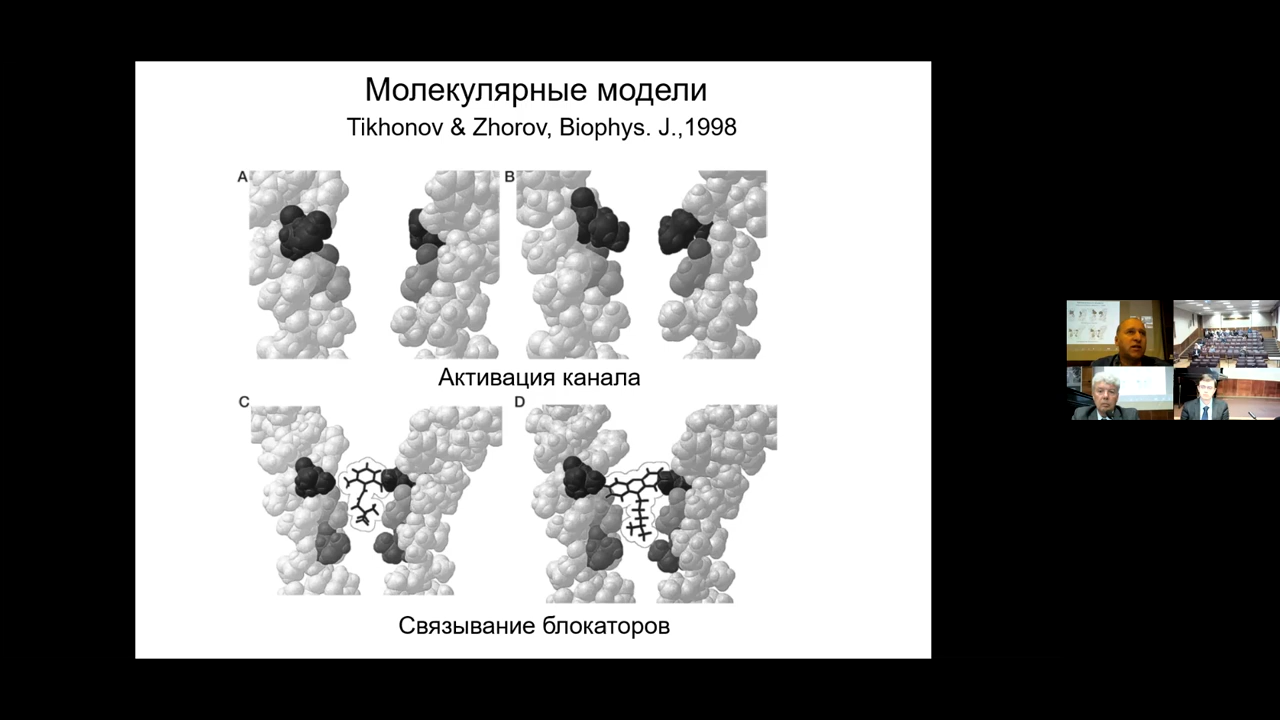 Молекулярные модели
Tikhonov & Zhorov, Biophys. J.,1998
A
B
Активация канала
C
D
Связывание блокаторов